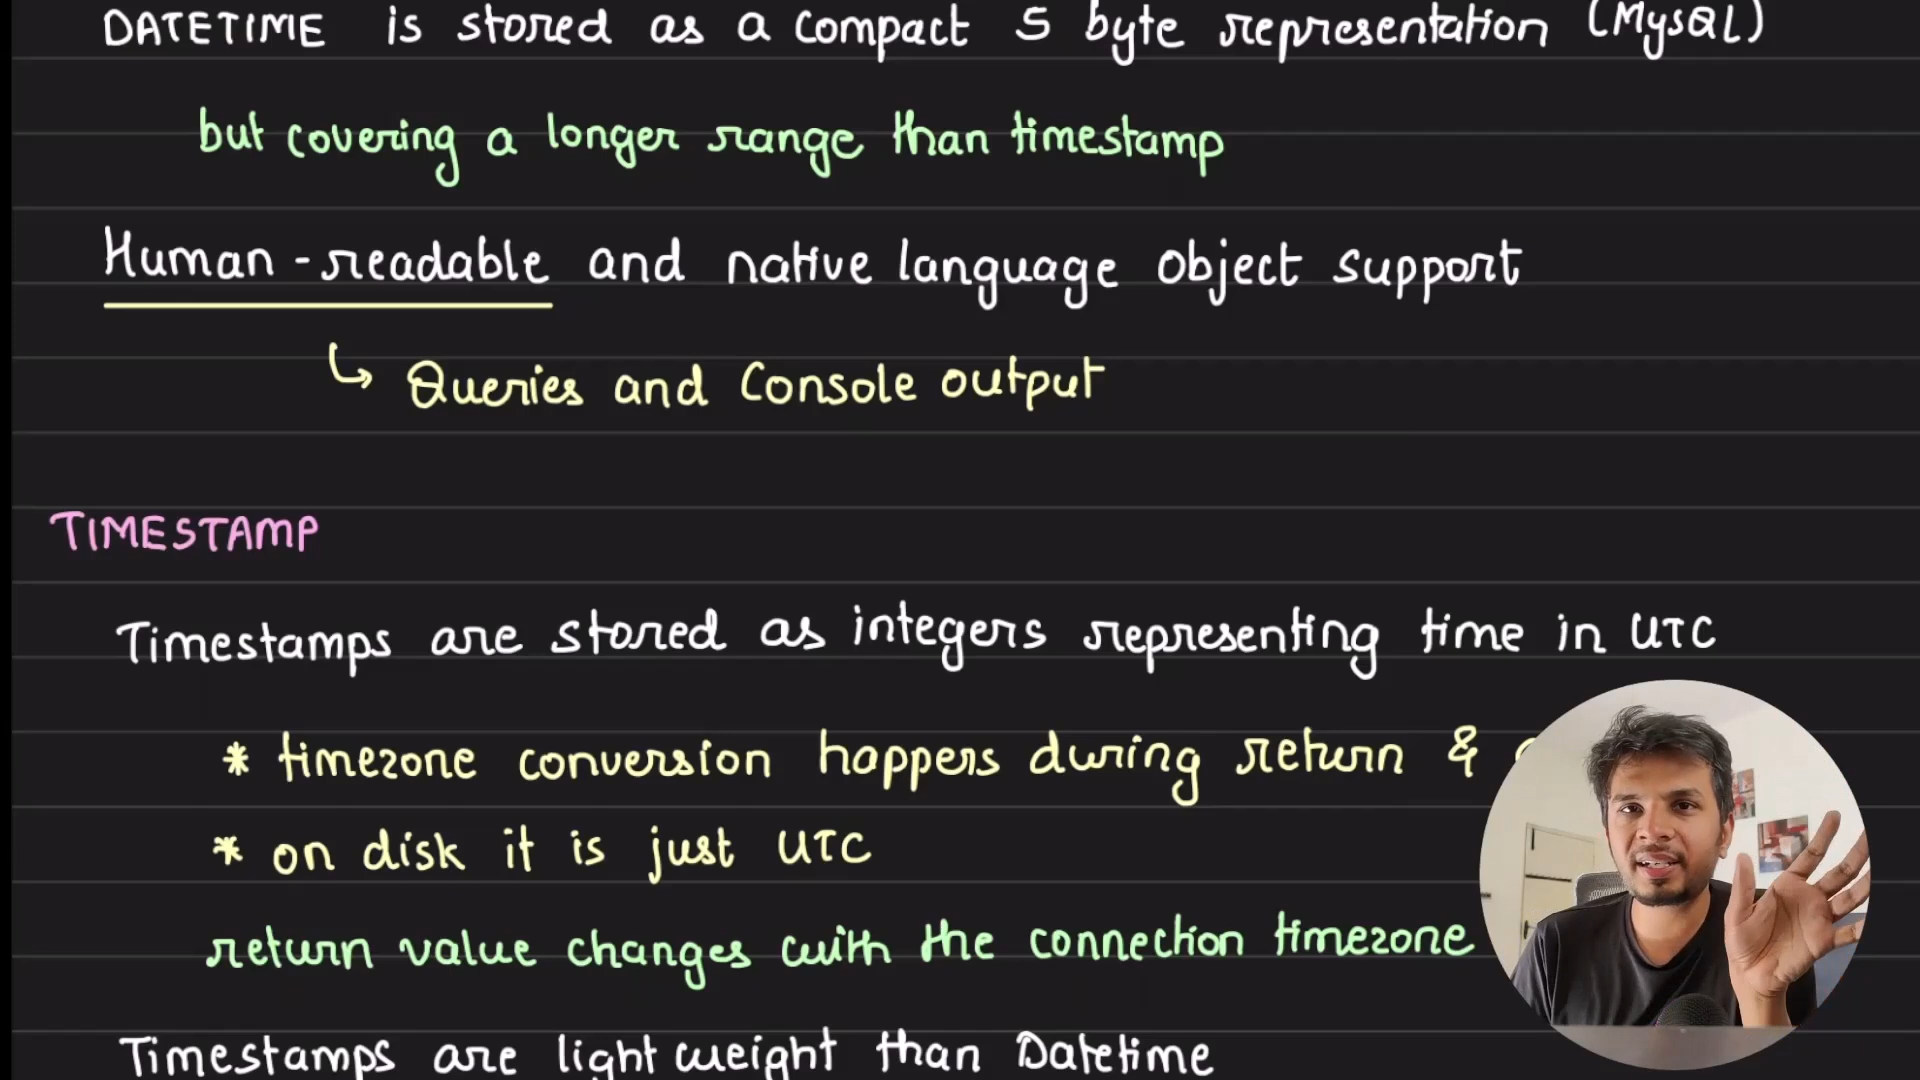 DATETIME is stored as a compact 5 byte representation (MySQL)
but covering a longer range than timestamp
Human-readable and native language object support
↳ Queries and Console output
TIMESTAMP
Timestamps are stored as integers representing time in UTC
* timezone conversion happens during return &
* on disk it is just UTC
return value changes with the connection timezone
Timestamps are light weight than Datetime